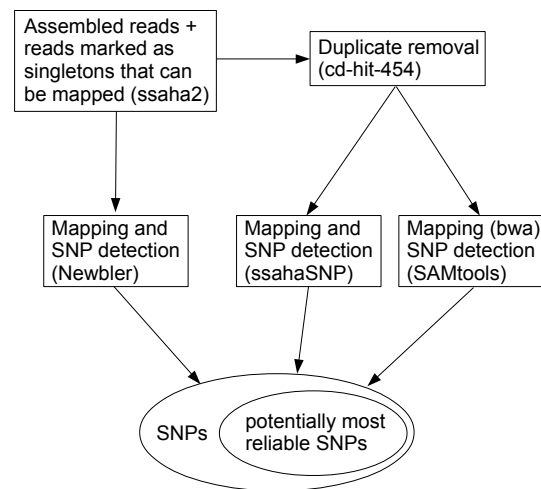 Assembled reads +
reads marked as
singletons that can
be mapped (ssaha2)
Duplicate removal
(cd-hit-454)
Mapping and
SNP detection
(Newbler)
Mapping and
SNP detection
(ssahaSNP)
Mapping (bwa)
SNP detection
(SAMtools)
SNPs
potentially most
reliable SNPs